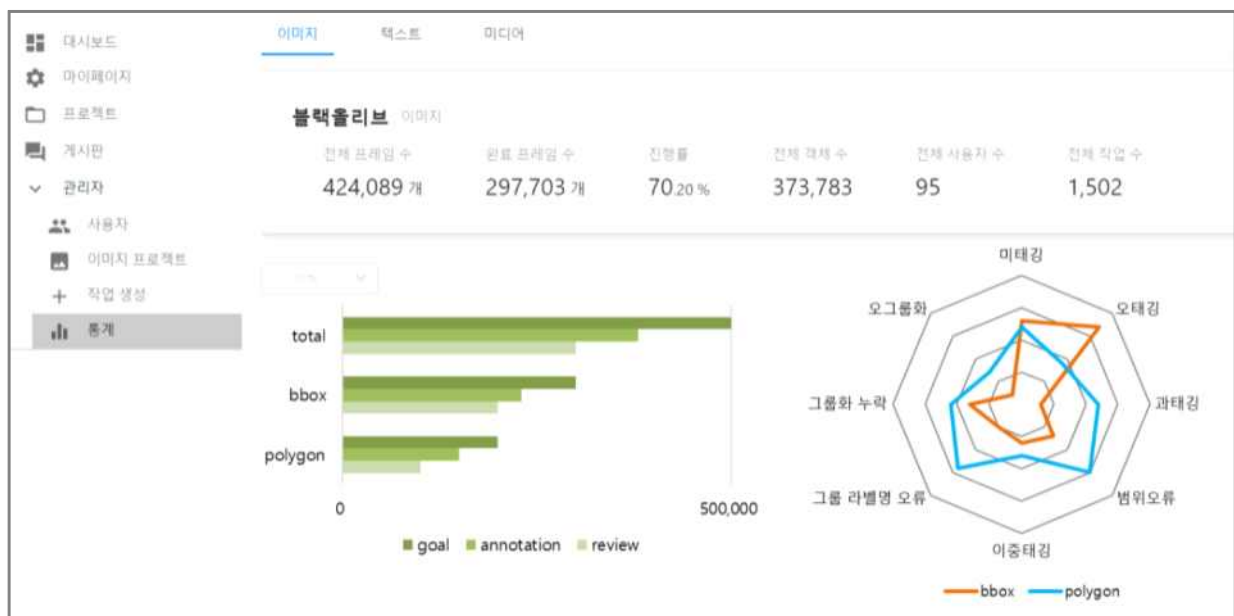 대시보드
마이페이지
프로젝트
게시판
관리자
사용자
이미지 프로젝트
작업 생성
통계
이미지 텍스트 미디어
블랙올리브 이미지
전체 프레임 수 완료 프레임 수 진행률 전체 객체 수 전체 사용자 수 전체 작업 수
424,089 개 297,703 개 70.20 % 373,783 95 1,502
total
bbox
polygon
0 500,000
goal annotation review
미태깅
오그룹화 오태깅
그룹화 누락 과태깅
그룹 라벨명 오류 범위오류
이중태깅
bbox polygon